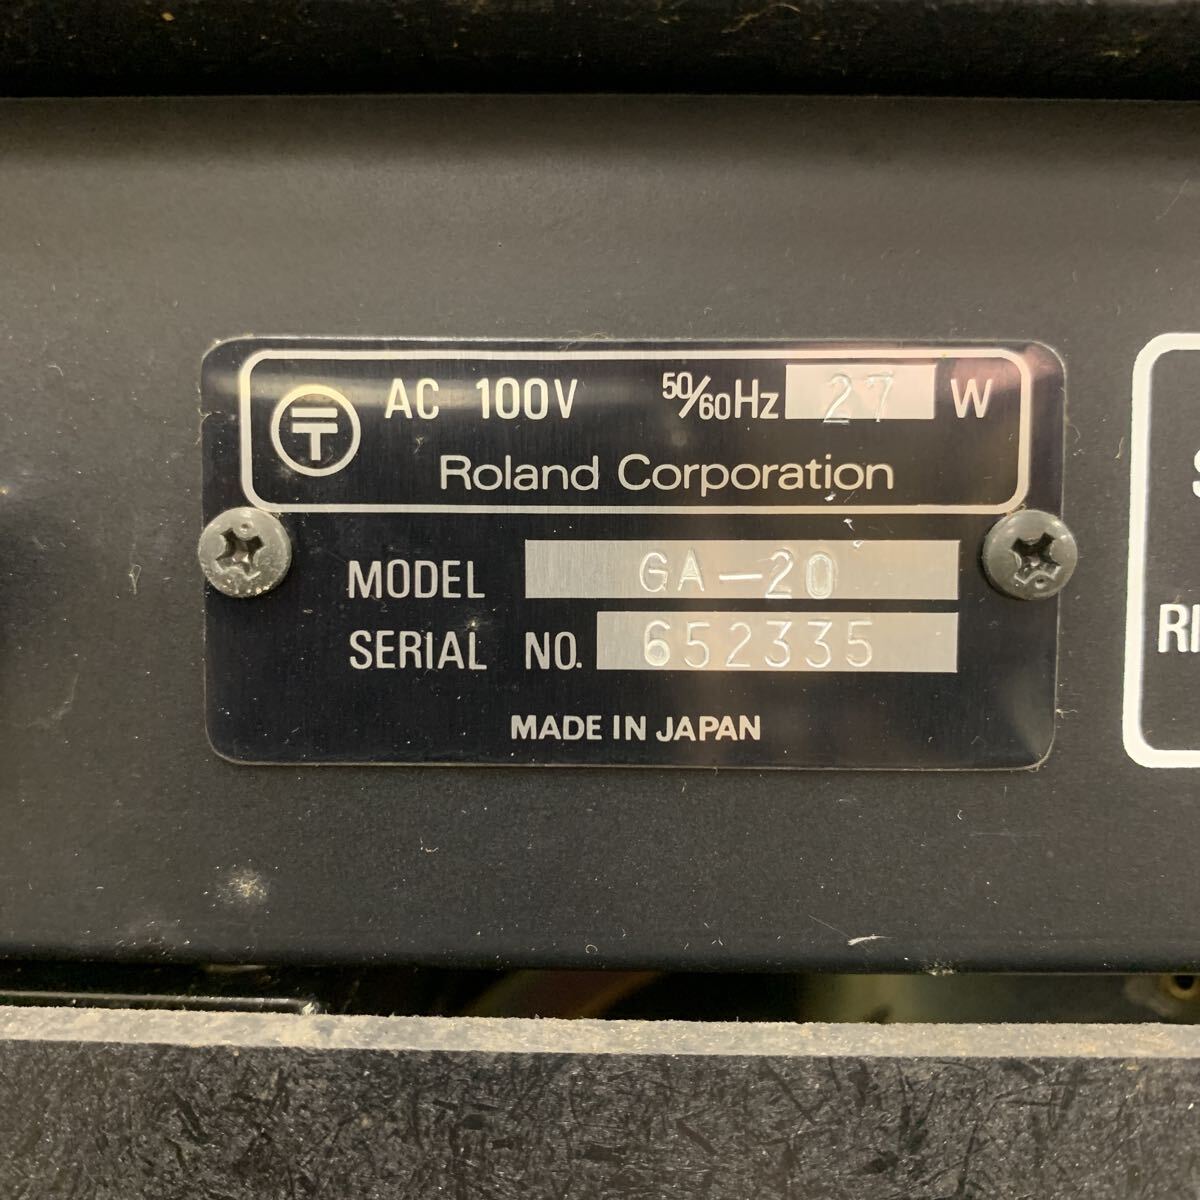 AC 100V 50/60Hz 27 W
Roland Corporation
MODEL GA-20
SERIAL NO. 652335
MADE IN JAPAN